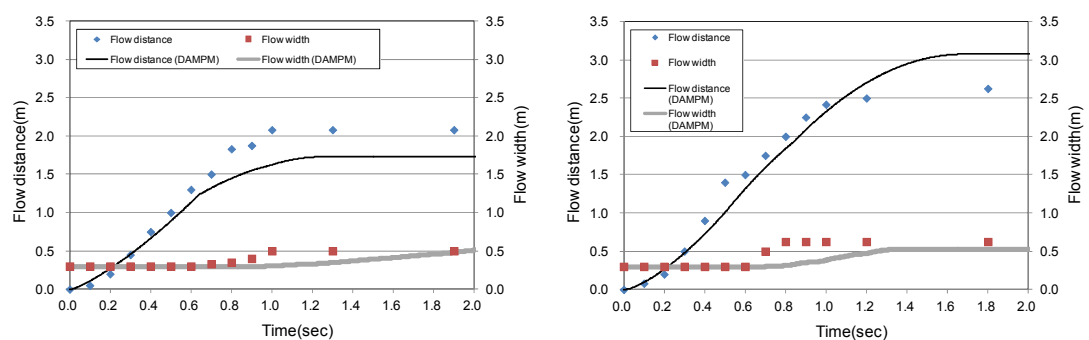 3.5
3.0
2.5
2.0
1.5
1.0
0.5
0.0
Flow distance(m)
Flow distance
Flow width
Flow distance (DAMPM)
Flow width (DAMPM)
3.5
3.0
2.5
2.0
1.5
1.0
0.5
0.0
Flow width(m)
0.0 0.2 0.4 0.6 0.8 1.0 1.2 1.4 1.6 1.8 2.0
Time(sec)
3.5
3.0
2.5
2.0
1.5
1.0
0.5
0.0
Flow distance(m)
Flow distance
Flow width
Flow distance
(DAMPM)
Flow width
(DAMPM)
3.5
3.0
2.5
2.0
1.5
1.0
0.5
0.0
Flow width(m)
0.0 0.2 0.4 0.6 0.8 1.0 1.2 1.4 1.6 1.8 2.0
Time(sec)